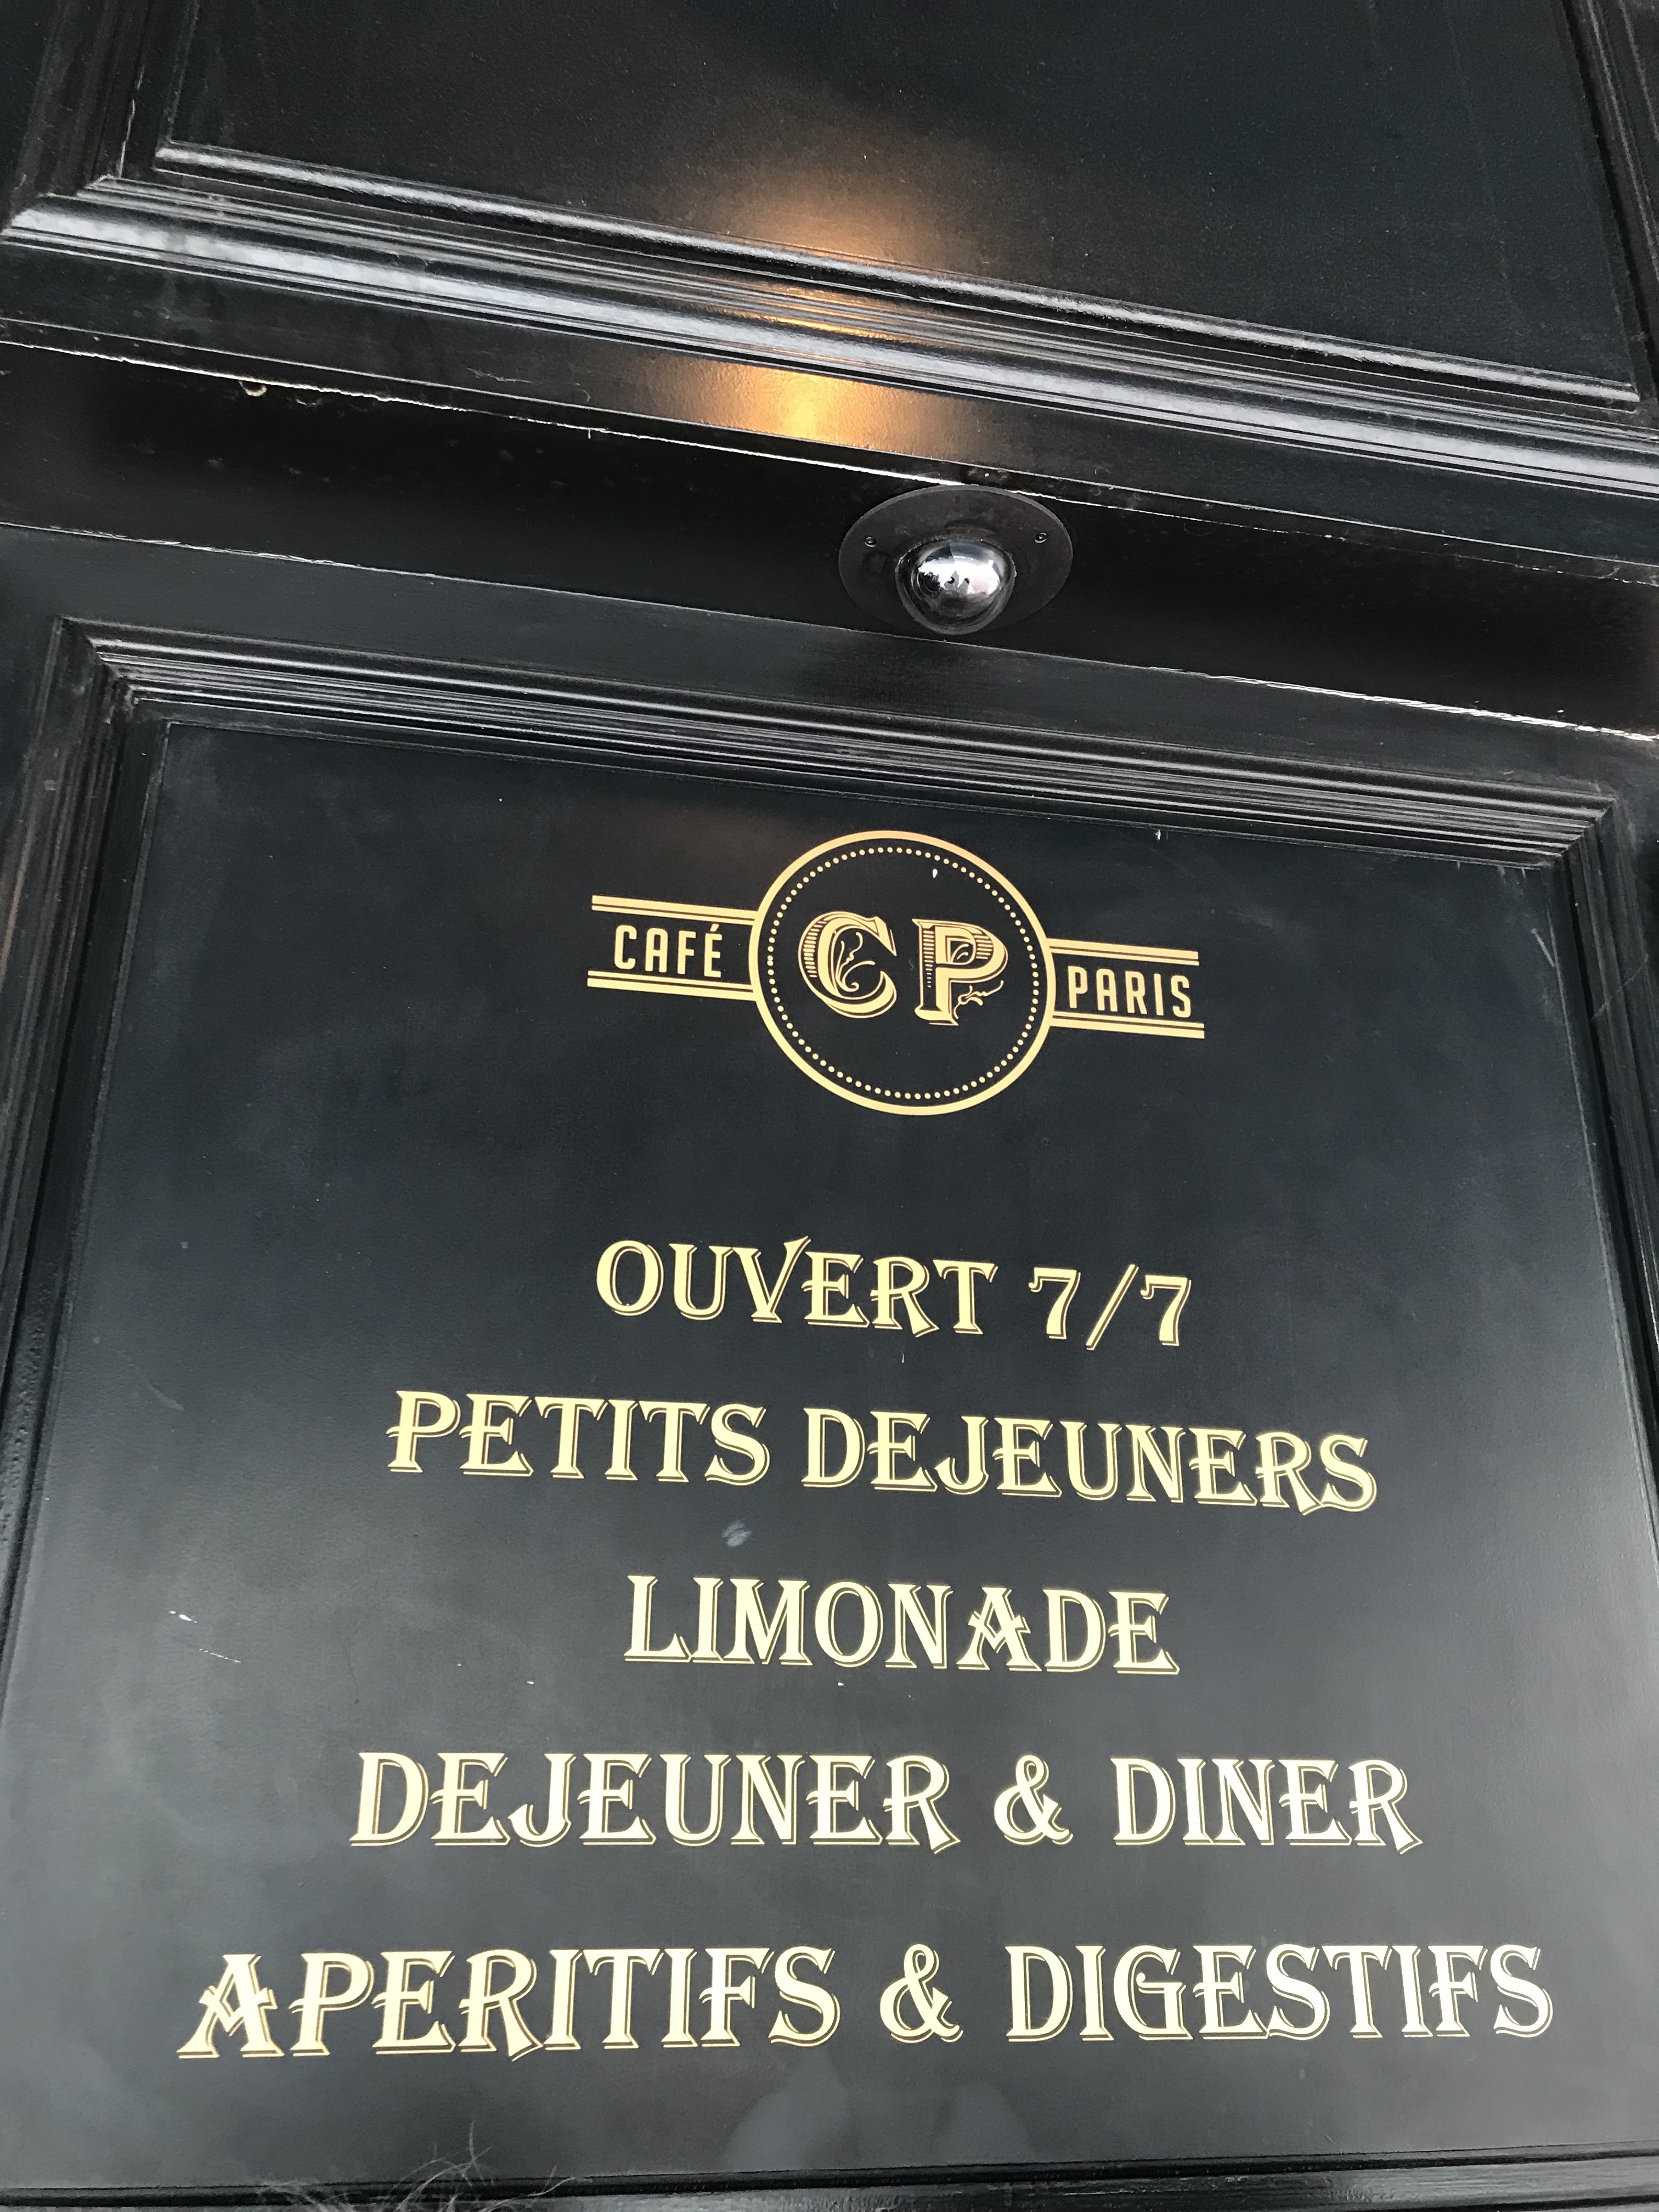 CAFÉ CP PARIS
OUVERT 7/7
PETITS DEJEUNERS
LIMONADE
DEJEUNER & DINER
APERITIFS & DIGESTIFS